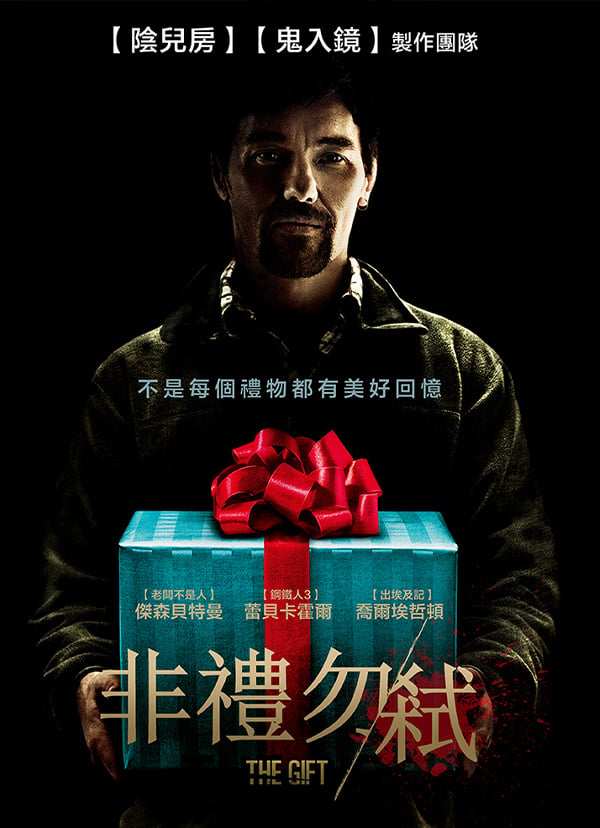 【陰兒房】【鬼入鏡】製作團隊
不是每個禮物都有美好回憶
【老闆不是人】 【鋼鐵人3】 【出埃及記】
傑森貝特曼 蕾貝卡霍爾 喬爾埃哲頓
非禮勿弒
THE GIFT